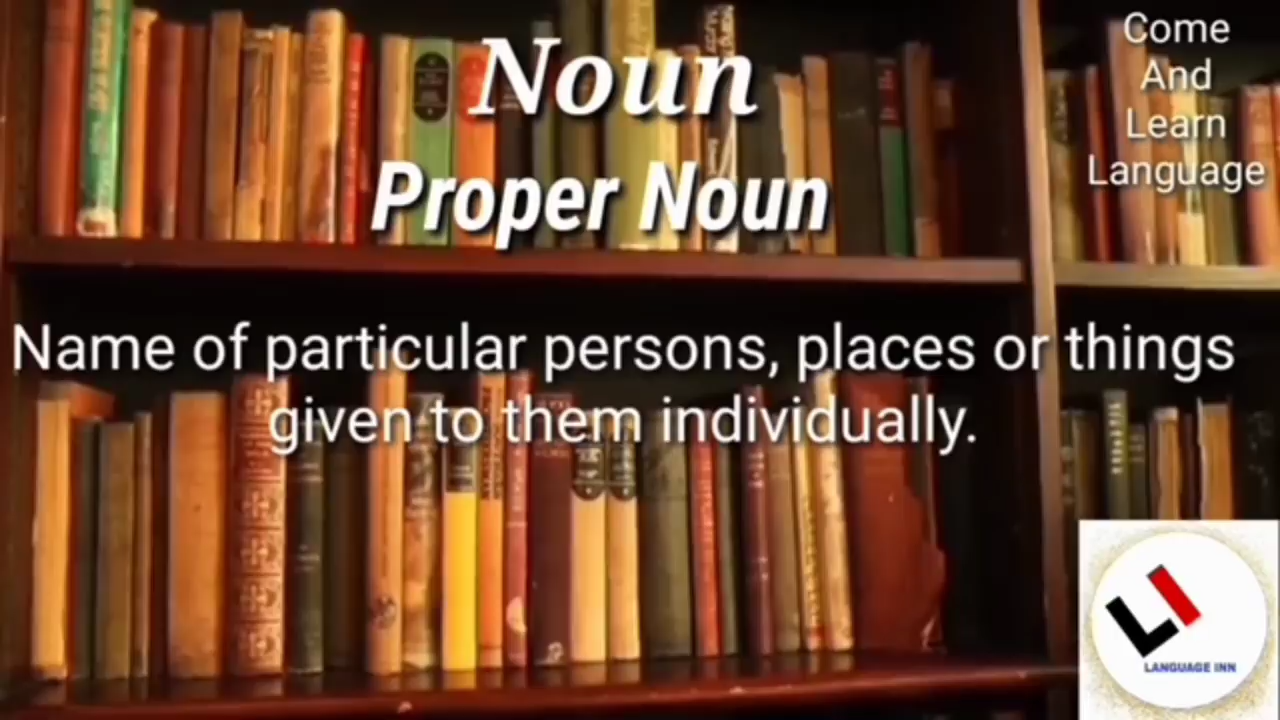 Noun
Proper Noun
Come
And
Learn
Language
Name of particular persons, places or things
given to them individually.
LANGUAGE INN